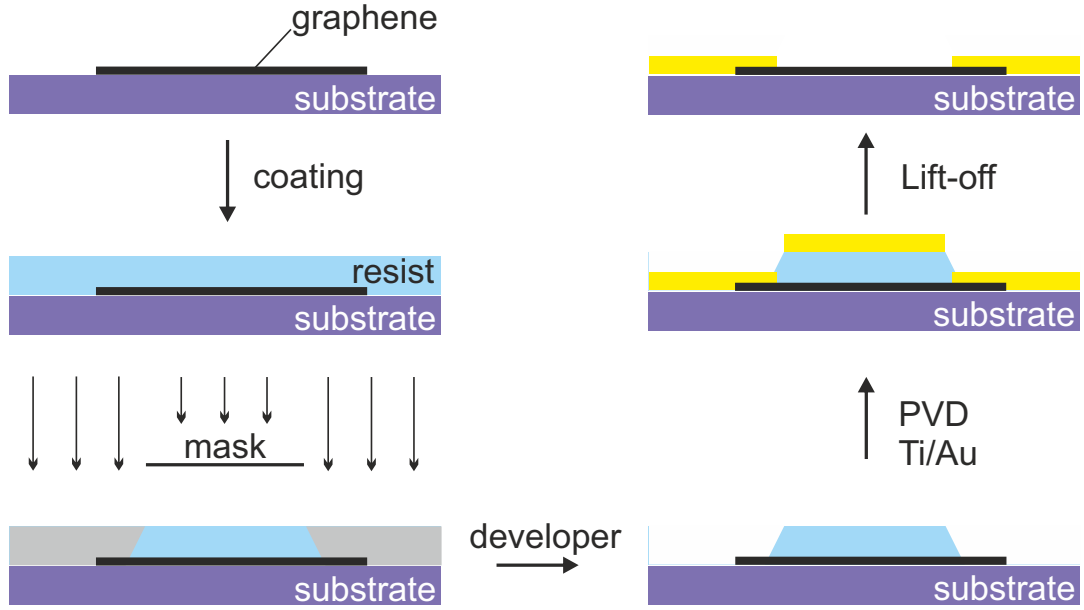 graphene
substrate
coating
resist
substrate
mask
substrate
developer
substrate
PVD
Ti/Au
substrate
Lift-off
substrate